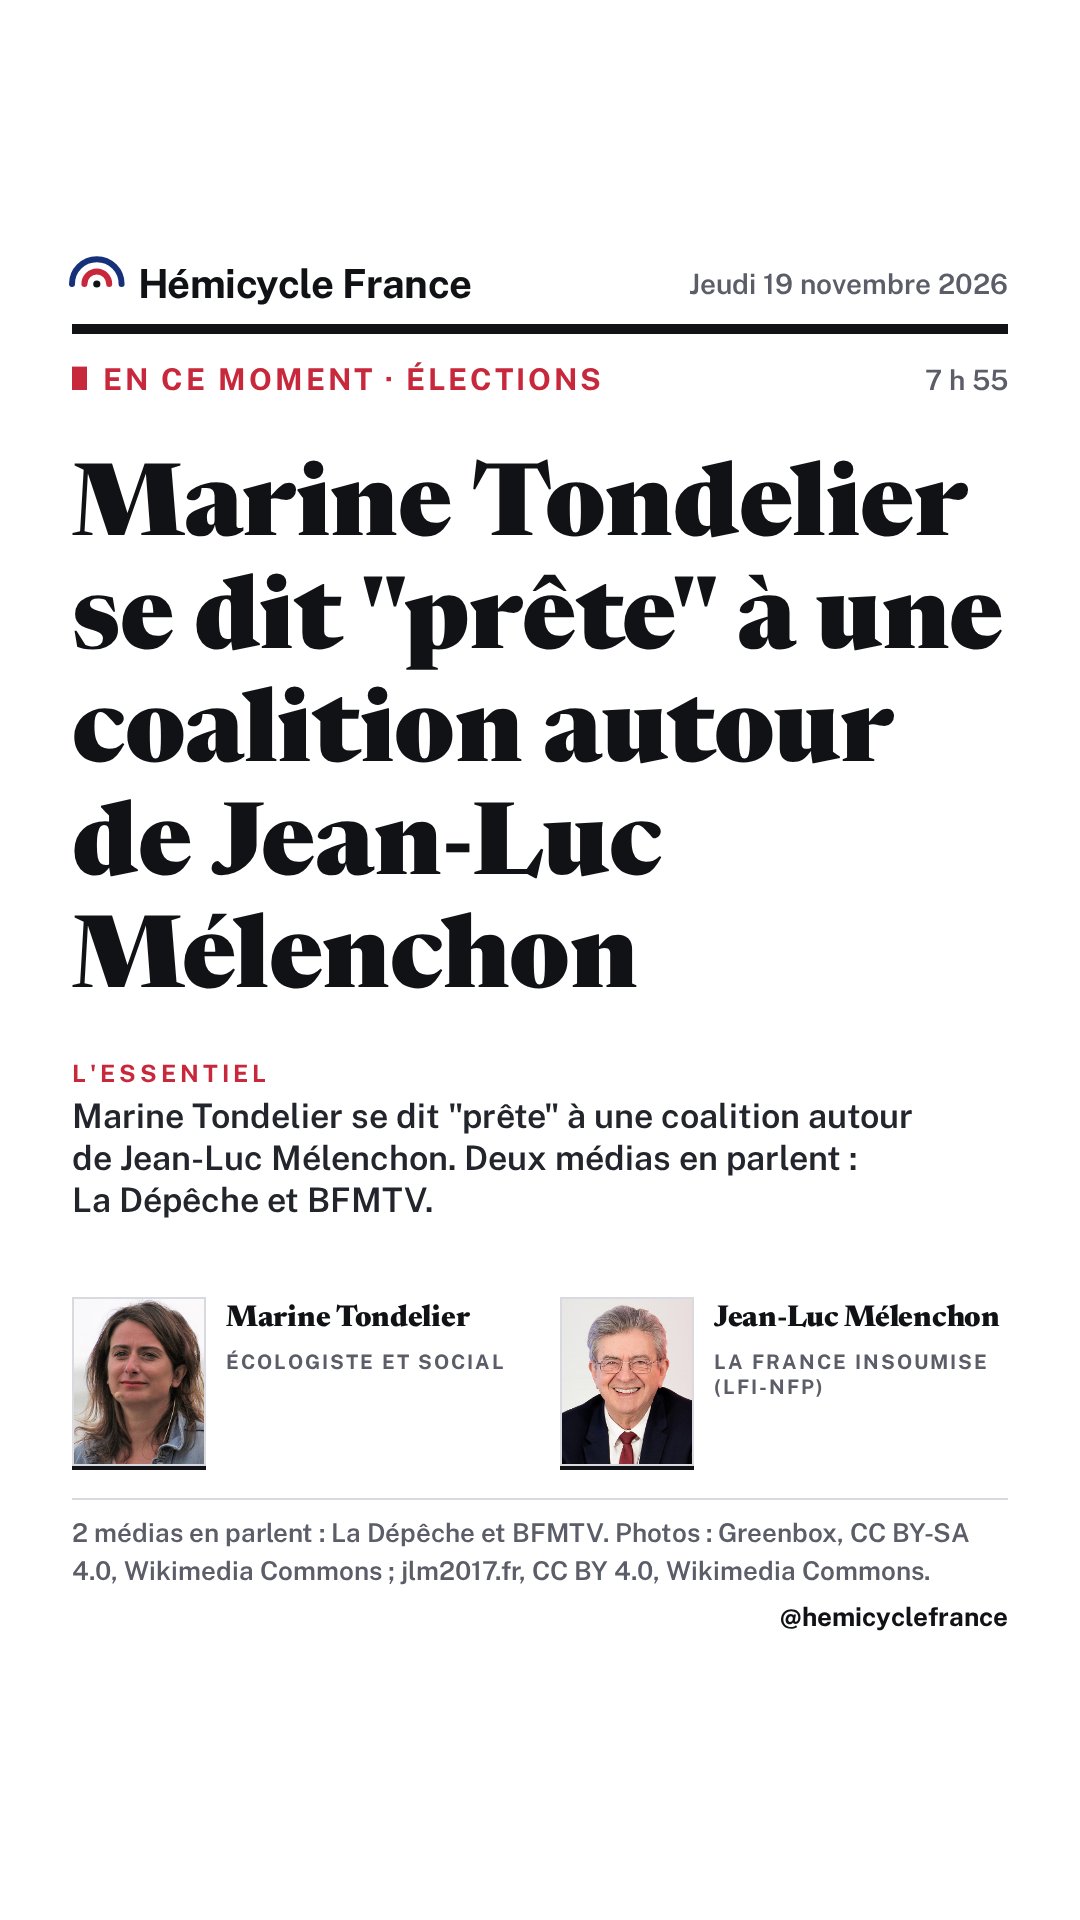 Hémicycle France
Jeudi 19 novembre 2026
EN CE MOMENT · ÉLECTIONS
7 h 55
Marine Tondelier
se dit "prête" à une
coalition autour
de Jean-Luc
Mélenchon
L'ESSENTIEL
Marine Tondelier se dit "prête" à une coalition autour
de Jean-Luc Mélenchon. Deux médias en parlent :
La Dépêche et BFMTV.
Marine Tondelier
ÉCOLOGISTE ET SOCIAL
Jean-Luc Mélenchon
LA FRANCE INSOUMISE
(LFI-NFP)
2 médias en parlent : La Dépêche et BFMTV. Photos : Greenbox, CC BY-SA
4.0, Wikimedia Commons ; jlm2017.fr, CC BY 4.0, Wikimedia Commons.
@hemicyclefrance